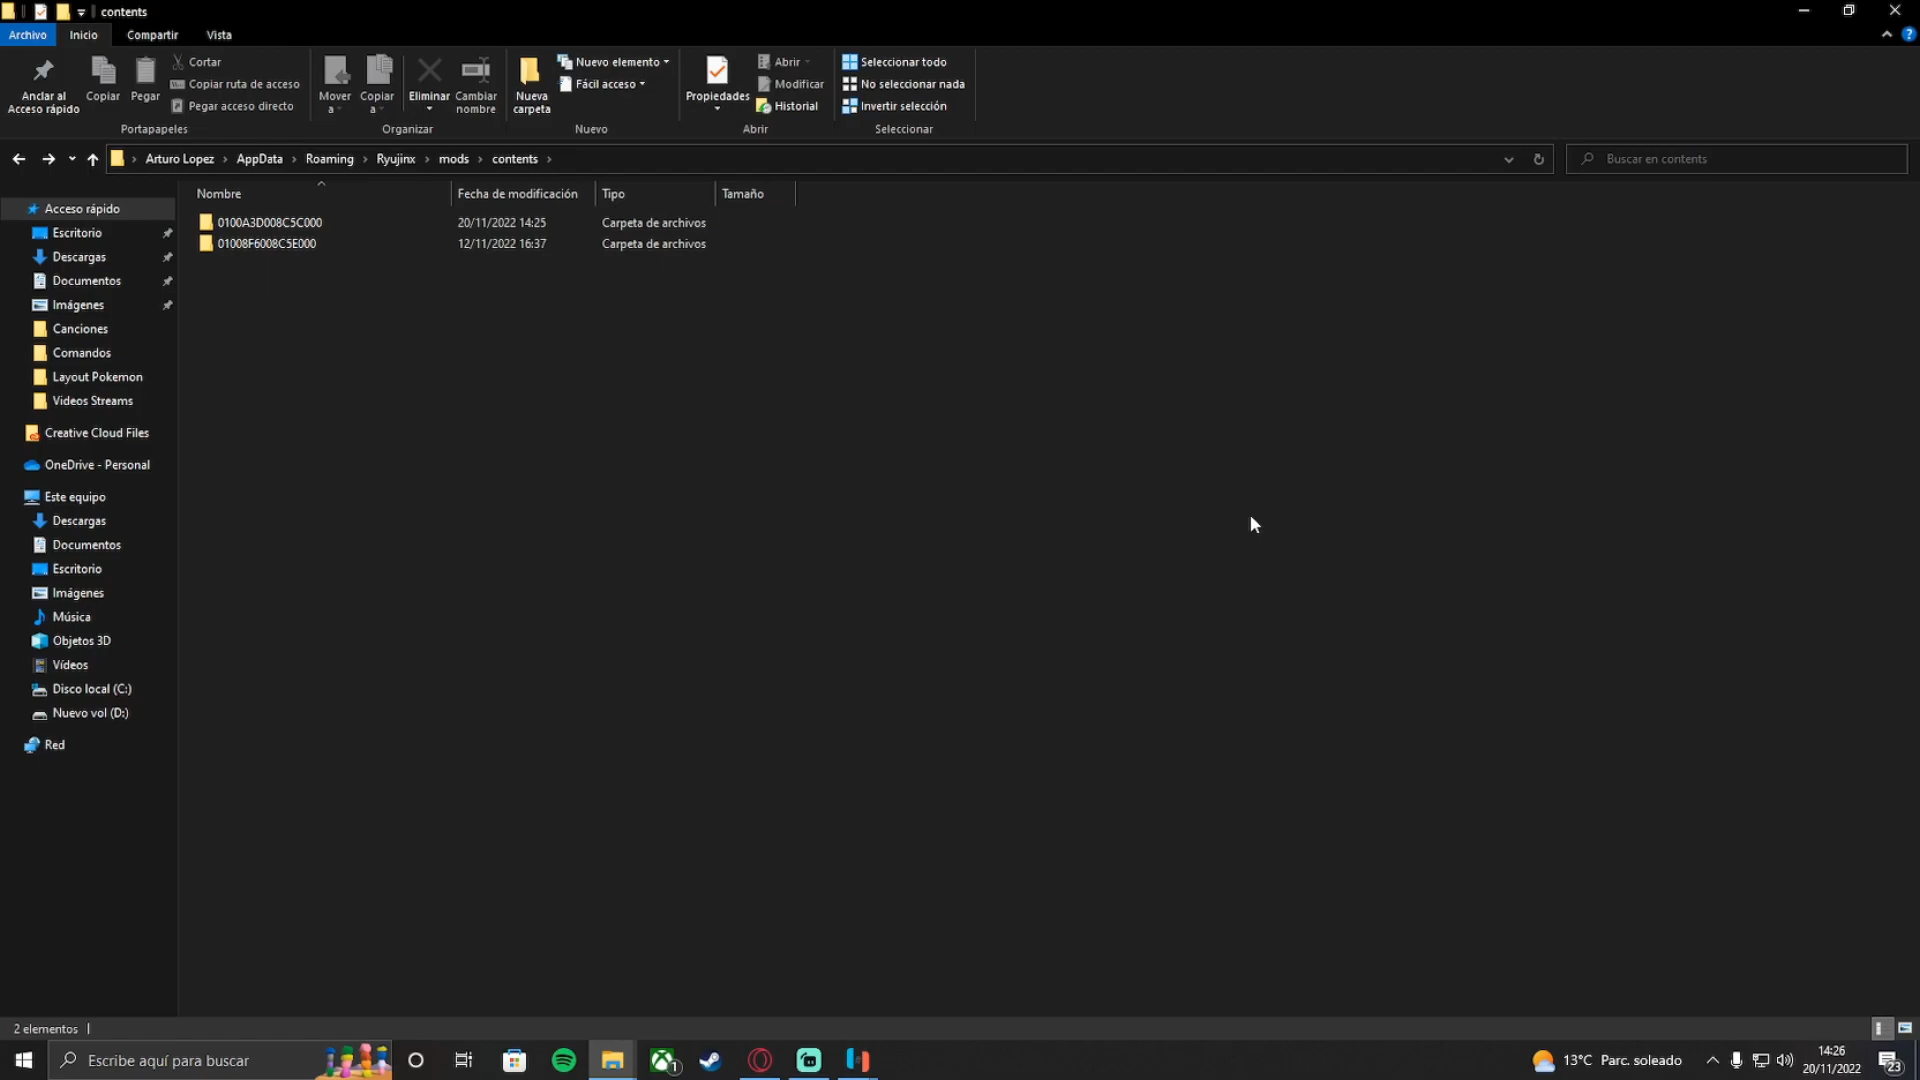 contents
Archivo
Inicio
Compartir
Vista
Anclar al
Acceso rápido
Copiar
Pegar
Cortar
Copiar ruta de acceso
Pegar acceso directo
Portapapeles
Mover
a
Copiar
a
Eliminar
Cambiar
nombre
Organizar
Nueva
carpeta
Nuevo elemento
Fácil acceso
Nuevo
Propiedades
Abrir
Modificar
Historial
Abrir
Seleccionar todo
No seleccionar nada
Invertir selección
Seleccionar
Arturo Lopez > AppData > Roaming > Ryujinx > mods > contents >
Buscar en contents
Nombre
Fecha de modificación
Tipo
Tamaño
0100A3D008C5C000
20/11/2022 14:25
Carpeta de archivos
01008F6008C5E000
12/11/2022 16:37
Carpeta de archivos
Acceso rápido
Escritorio
Descargas
Documentos
Imágenes
Canciones
Comandos
Layout Pokemon
Videos Streams
Creative Cloud Files
OneDrive - Personal
Este equipo
Descargas
Documentos
Escritorio
Imágenes
Música
Objetos 3D
Vídeos
Disco local (C:)
Nuevo vol (D:)
Red
2 elementos
Escribe aquí para buscar
1
13°C Parc. soleado
14:26
20/11/2022
23